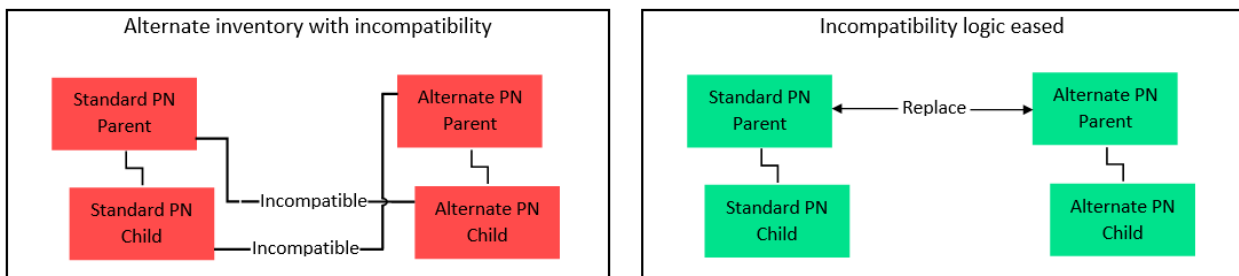 Alternate inventory with incompatibility
Standard PN
Parent
Alternate PN
Parent
Incompatible
Standard PN
Child
Alternate PN
Child
Incompatible
Incompatibility logic eased
Standard PN
Parent
Replace
Alternate PN
Parent
Standard PN
Child
Alternate PN
Child